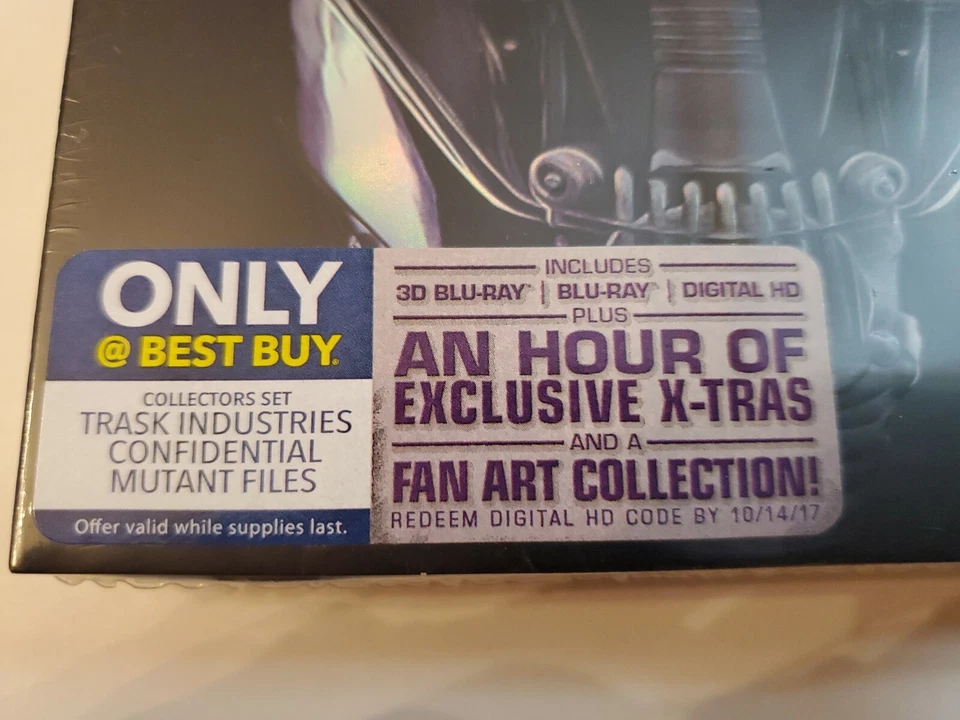 ONLY
@ BEST BUY®
COLLECTORS SET
TRASK INDUSTRIES
CONFIDENTIAL
MUTANT FILES
Offer valid while supplies last.
INCLUDES
3D BLU-RAY™ | BLU-RAY™ | DIGITAL HD
PLUS
AN HOUR OF
EXCLUSIVE X-TRAS
AND A
FAN ART COLLECTION!
REDEEM DIGITAL HD CODE BY 10/14/17